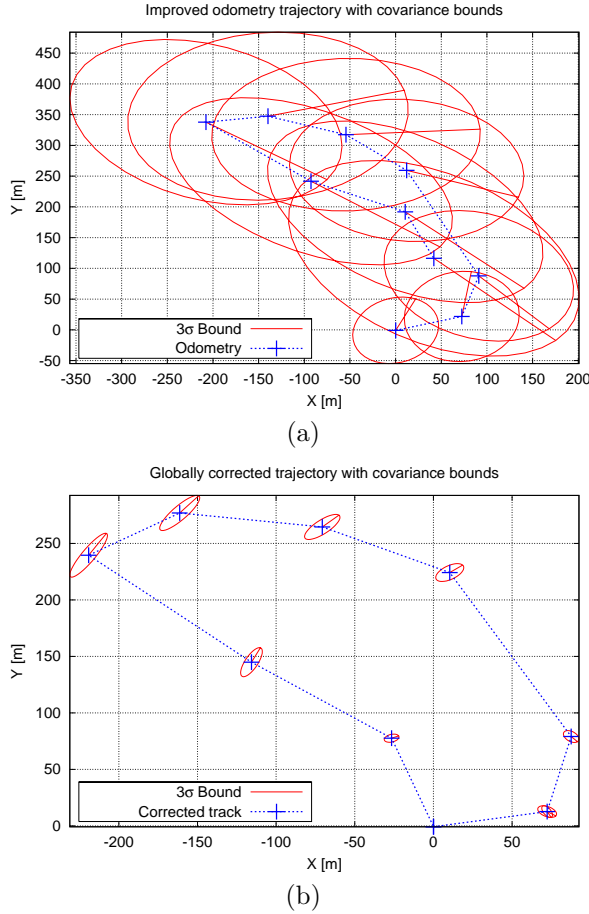 Improved odometry trajectory with covariance bounds
Y [m]
450
400
350
300
250
200
150
100
50
0
-50
3σ Bound
Odometry
-350 -300 -250 -200 -150 -100 -50 0 50 100 150 200
X [m]
(a)
Globally corrected trajectory with covariance bounds
Y [m]
250
200
150
100
50
0
3σ Bound
Corrected track
-200 -150 -100 -50 0 50
X [m]
(b)